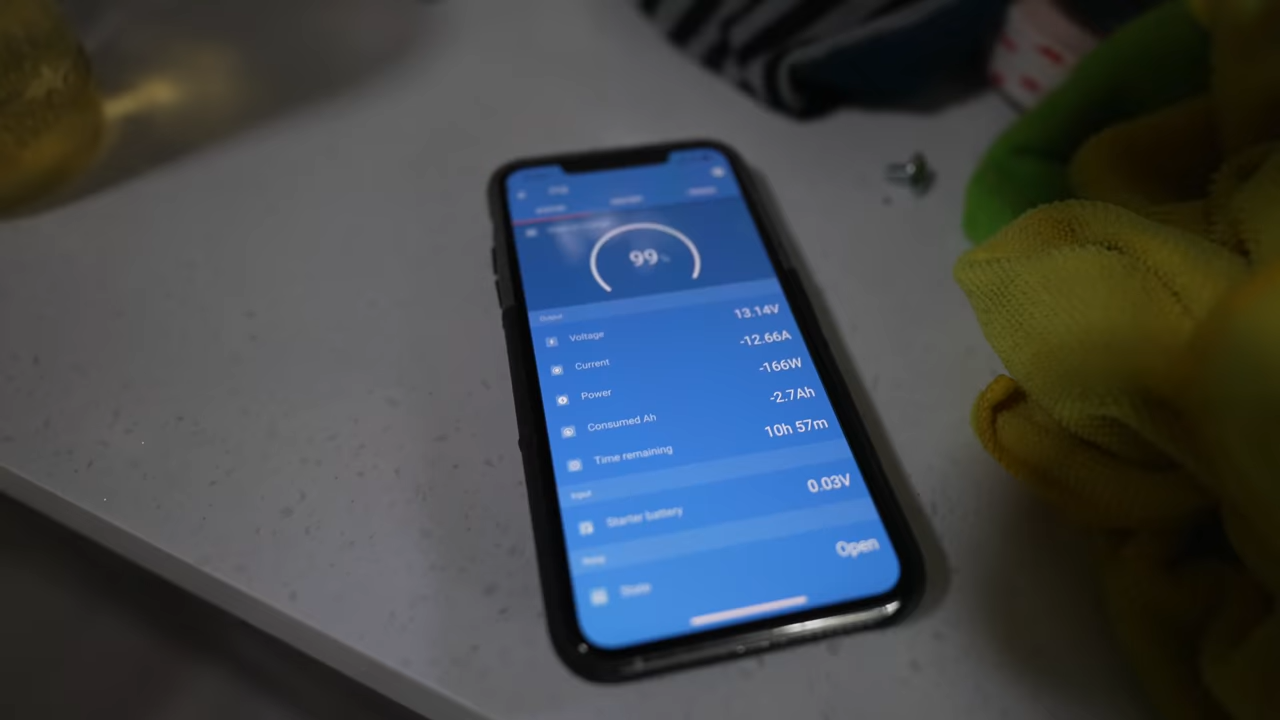 99%
Output
Voltage 13.14V
Current -12.66A
Power -166W
Consumed Ah -2.7Ah
Time remaining 10h 57m
Input
Starter battery 0.03V
Relay
State Open